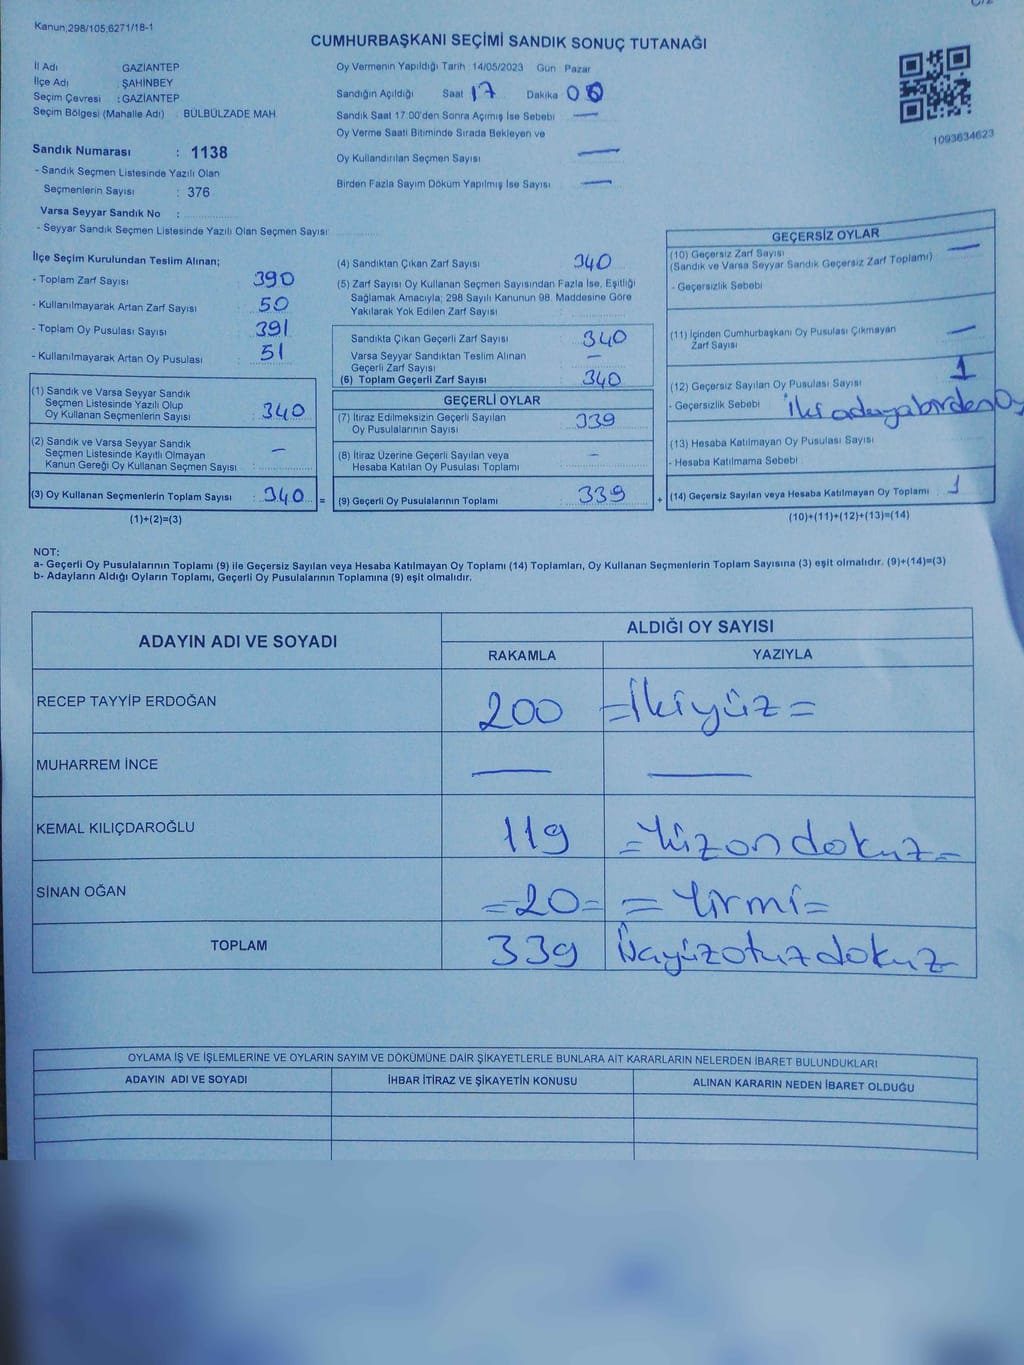 Kanun;298/105;6271/18-1
CUMHURBAŞKANI SEÇİMİ SANDIK SONUÇ TUTANAĞI
İl Adı GAZİANTEP
İlçe Adı : ŞAHİNBEY
Seçim Çevresi : GAZİANTEP
Seçim Bölgesi (Mahalle Adı) BÜLBÜLZADE MAH.
Oy Vermenin Yapıldığı Tarih : 14/05/2023 Gün Pazar
Sandığın Açıldığı Saat 17 Dakika 00
Sandık Saat 17:00'den Sonra Açımış İse Sebebi —
Oy Verme Saati Bitiminde Sırada Bekleyen ve
Oy Kullandırılan Seçmen Sayısı —
Birden Fazla Sayım Döküm Yapılmış İse Sayısı —
1093634623
Sandık Numarası : 1138
- Sandık Seçmen Listesinde Yazılı Olan
Seçmenlerin Sayısı : 376
Varsa Seyyar Sandık No :
- Seyyar Sandık Seçmen Listesinde Yazılı Olan Seçmen Sayısı
İlçe Seçim Kurulundan Teslim Alınan;
- Toplam Zarf Sayısı 390
- Kullanılmayarak Artan Zarf Sayısı 50
- Toplam Oy Pusulası Sayısı 391
- Kullanılmayarak Artan Oy Pusulası 51
(1) Sandık ve Varsa Seyyar Sandık
Seçmen Listesinde Yazılı Olup
Oy Kullanan Seçmenlerin Sayısı 340
(2) Sandık ve Varsa Seyyar Sandık
Seçmen Listesinde Kayıtlı Olmayan
Kanun Gereği Oy Kullanan Seçmen Sayısı —
(3) Oy Kullanan Seçmenlerin Toplam Sayısı : 340 =
(1)+(2)=(3)
(4) Sandıktan Çıkan Zarf Sayısı 340
(5) Zarf Sayısı Oy Kullanan Seçmen Sayısından Fazla İse, Eşitliği
Sağlamak Amacıyla; 298 Sayılı Kanunun 98. Maddesine Göre
Yakılarak Yok Edilen Zarf Sayısı
Sandıkta Çıkan Geçerli Zarf Sayısı 340
Varsa Seyyar Sandıktan Teslim Alınan
Geçerli Zarf Sayısı —
(6) Toplam Geçerli Zarf Sayısı 340
GEÇERLİ OYLAR
(7) İtiraz Edilmeksizin Geçerli Sayılan
Oy Pusulalarının Sayısı 339
(8) İtiraz Üzerine Geçerli Sayılan veya
Hesaba Katılan Oy Pusulası Toplamı —
(9) Geçerli Oy Pusulalarının Toplamı 339 +
GEÇERSİZ OYLAR
(10) Geçersiz Zarf Sayısı —
(Sandık ve Varsa Seyyar Sandık Geçersiz Zarf Toplamı)
- Geçersizlik Sebebi
(11) İçinden Cumhurbaşkanı Oy Pusulası Çıkmayan
Zarf Sayısı —
(12) Geçersiz Sayılan Oy Pusulası Sayısı 1
- Geçersizlik Sebebi İki adaya birden Oy
(13) Hesaba Katılmayan Oy Pusulası Sayısı
- Hesaba Katılmama Sebebi
(14) Geçersiz Sayılan veya Hesaba Katılmayan Oy Toplamı : 1
(10)+(11)+(12)+(13)=(14)
NOT:
a- Geçerli Oy Pusulalarının Toplamı (9) ile Geçersiz Sayılan veya Hesaba Katılmayan Oy Toplamı (14) Toplamları, Oy Kullanan Seçmenlerin Toplam Sayısına (3) eşit olmalıdır. (9)+(14)=(3)
b- Adayların Aldığı Oyların Toplamı, Geçerli Oy Pusulalarının Toplamına (9) eşit olmalıdır.
ADAYIN ADI VE SOYADI ALDIĞI OY SAYISI
RAKAMLA YAZIYLA
RECEP TAYYİP ERDOĞAN 200 =İkiyüz=
MUHARREM İNCE — —
KEMAL KILIÇDAROĞLU 119 =Yüzondokuz=
SİNAN OĞAN =20= =Yirmi=
TOPLAM 339 Üçyüzotuzdokuz
OYLAMA İŞ VE İŞLEMLERİNE VE OYLARIN SAYIM VE DÖKÜMÜNE DAİR ŞİKAYETLERLE BUNLARA AİT KARARLARIN NELERDEN İBARET BULUNDUKLARI
ADAYIN ADI VE SOYADI İHBAR İTİRAZ VE ŞİKAYETİN KONUSU ALINAN KARARIN NEDEN İBARET OLDUĞU